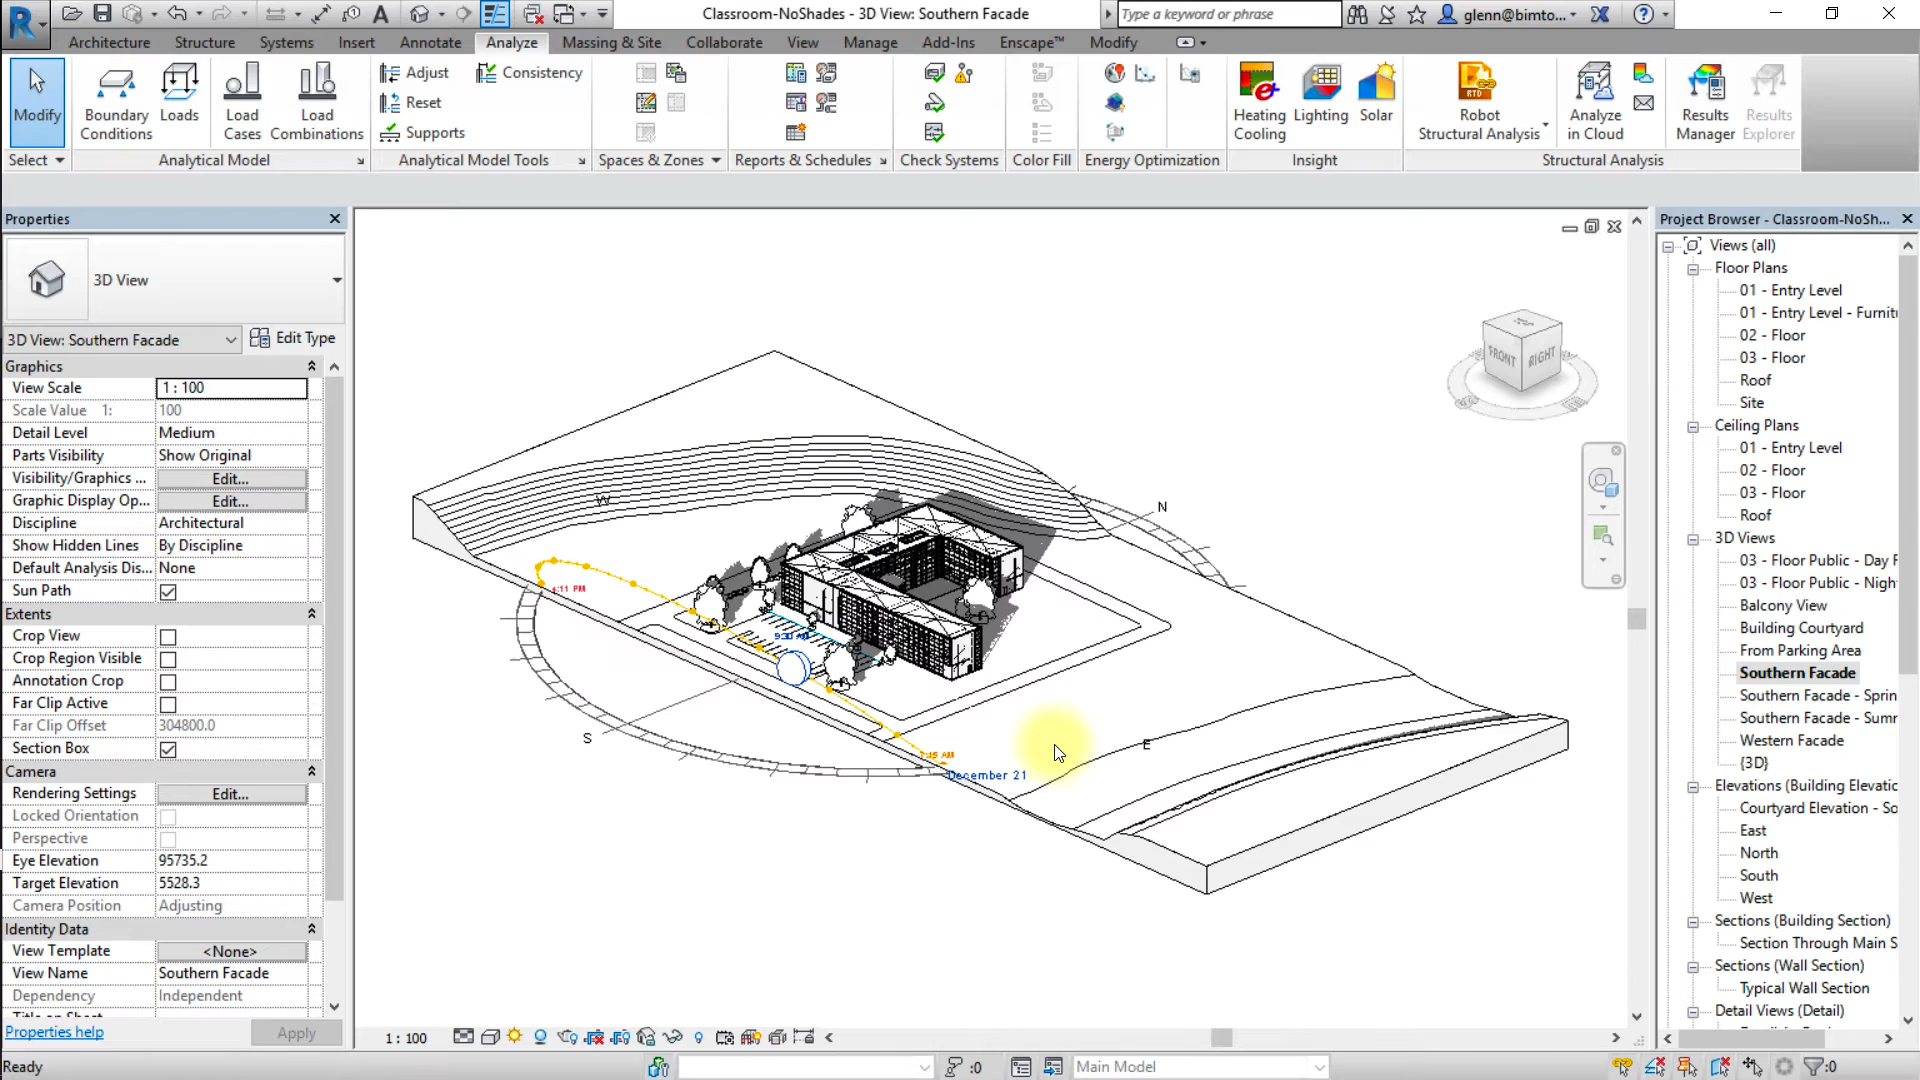 Classroom-NoShades - 3D View: Southern Facade
Type a keyword or phrase
glenn@bimto...
Architecture Structure Systems Insert Annotate Analyze Massing & Site Collaborate View Manage Add-Ins Enscape™ Modify
Modify
Boundary Conditions
Loads
Load Cases
Load Combinations
Adjust
Reset
Supports
Consistency
Heating Cooling
Lighting
Solar
Robot Structural Analysis
Analyze in Cloud
Results Manager
Results Explorer
Select
Analytical Model
Analytical Model Tools
Spaces & Zones
Reports & Schedules
Check Systems
Color Fill
Energy Optimization
Insight
Structural Analysis
Properties
3D View
3D View: Southern Facade
Edit Type
Graphics
View Scale 1 : 100
Scale Value 1: 100
Detail Level Medium
Parts Visibility Show Original
Visibility/Graphics ... Edit...
Graphic Display Op... Edit...
Discipline Architectural
Show Hidden Lines By Discipline
Default Analysis Dis... None
Sun Path
Extents
Crop View
Crop Region Visible
Annotation Crop
Far Clip Active
Far Clip Offset 304800.0
Section Box
Camera
Rendering Settings Edit...
Locked Orientation
Perspective
Eye Elevation 95735.2
Target Elevation 5528.3
Camera Position Adjusting
Identity Data
View Template <None>
View Name Southern Facade
Dependency Independent
Properties help
Apply
W
N
S
E
4:11 PM
December 21
FRONT
RIGHT
1 : 100
Project Browser - Classroom-NoSh...
Views (all)
Floor Plans
01 - Entry Level
01 - Entry Level - Furnit
02 - Floor
03 - Floor
Roof
Site
Ceiling Plans
01 - Entry Level
02 - Floor
03 - Floor
Roof
3D Views
03 - Floor Public - Day
03 - Floor Public - Nigh
Balcony View
Building Courtyard
From Parking Area
Southern Facade
Southern Facade - Sprin
Southern Facade - Sumr
Western Facade
{3D}
Elevations (Building Elevatic
Courtyard Elevation - So
East
North
South
West
Sections (Building Section)
Section Through Main S
Sections (Wall Section)
Typical Wall Section
Detail Views (Detail)
Ready
:0
Main Model
:0